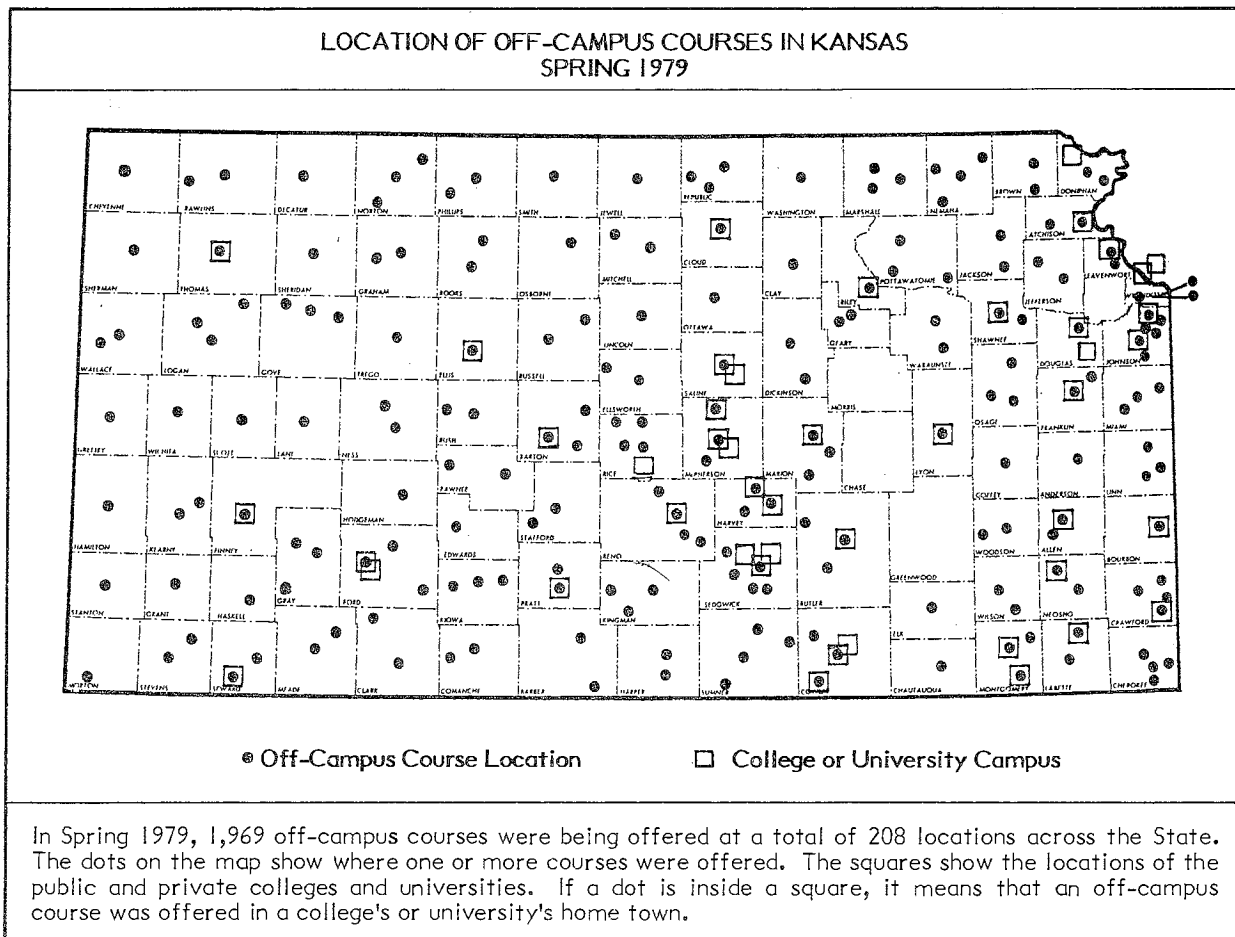 LOCATION OF OFF-CAMPUS COURSES IN KANSAS
SPRING 1979
CHEYENNE RAWLINS DECATUR NORTON PHILLIPS SMITH JEWELL REPUBLIC WASHINGTON MARSHALL NEMAHA BROWN DONIPHAN
ATCHISON
SHERMAN THOMAS SHERIDAN GRAHAM ROOKS OSBORNE MITCHELL CLOUD CLAY RILEY POTTAWATOMIE JACKSON JEFFERSON
OTTAWA
WALLACE LOGAN GOVE TREGO ELLIS RUSSELL LINCOLN SALINE DICKINSON GEARY WABAUNSEE SHAWNEE DOUGLAS JOHNSON
ELLSWORTH MORRIS
GREELEY WICHITA SCOTT LANE NESS RUSH BARTON RICE McPHERSON MARION CHASE LYON OSAGE FRANKLIN MIAMI
PAWNEE COFFEY ANDERSON LINN
HAMILTON KEARNY FINNEY HODGEMAN EDWARDS STAFFORD RENO HARVEY GREENWOOD WOODSON ALLEN BOURBON
STANTON GRANT HASKELL GRAY FORD KIOWA PRATT KINGMAN SEDGWICK BUTLER ELK WILSON NEOSHO CRAWFORD
MORTON STEVENS SEWARD MEADE CLARK COMANCHE BARBER HARPER SUMNER COWLEY CHAUTAUQUA MONTGOMERY LABETTE CHEROKEE
Off-Campus Course Location College or University Campus
In Spring 1979, 1,969 off-campus courses were being offered at a total of 208 locations across the State.
The dots on the map show where one or more courses were offered. The squares show the locations of the
public and private colleges and universities. If a dot is inside a square, it means that an off-campus
course was offered in a college's or university's home town.